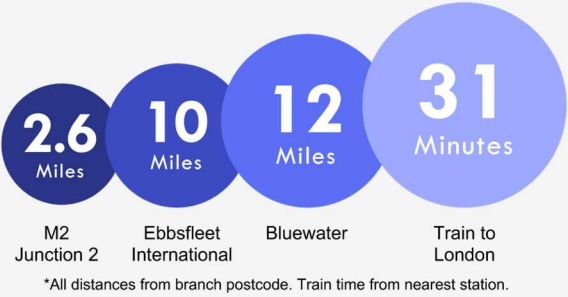 2.6
Miles
10
Miles
12
Miles
31
Minutes
M2
Junction 2
Ebbsfleet
International
Bluewater
Train to
London
*All distances from branch postcode. Train time from nearest station.